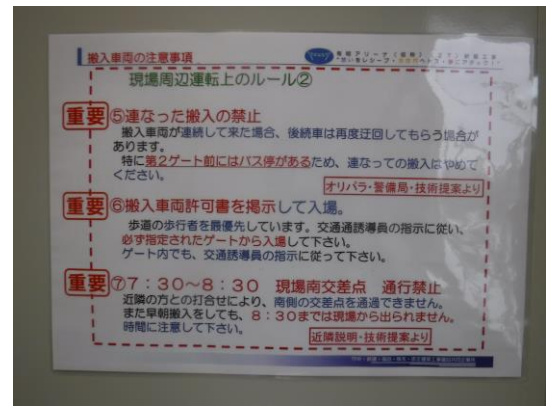 搬入車両の注意事項
現場周辺運転上のルール②
重要 ⑤連なった搬入の禁止
搬入車両が連続して来た場合、後続車は再度迂回してもらう場合が
あります。
特に第2ゲート前にはバス停があるため、連なっての搬入はやめて
ください。
オリパラ・警備局・技術提案より
重要 ⑥搬入車両許可書を掲示して入場。
歩道の歩行者を最優先しています。交通誘導員の指示に従い、
必ず指定されたゲートから入場して下さい。
ゲート内でも、交通誘導員の指示に従って下さい。
重要 ⑦7：30～8：30 現場南交差点 通行禁止
近隣の方との打合せにより、南側の交差点を通過できません。
また早朝搬入をしても、8：30までは現場から出られません。
時間に注意して下さい。
近隣説明・技術提案より